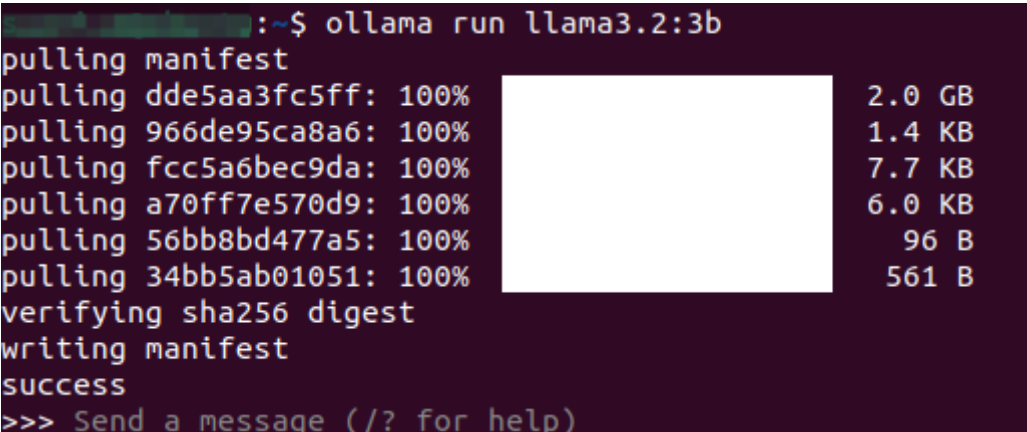 :~$ ollama run llama3.2:3b
pulling manifest
pulling dde5aa3fc5ff: 100% 2.0 GB
pulling 966de95ca8a6: 100% 1.4 KB
pulling fcc5a6bec9da: 100% 7.7 KB
pulling a70ff7e570d9: 100% 6.0 KB
pulling 56bb8bd477a5: 100% 96 B
pulling 34bb5ab01051: 100% 561 B
verifying sha256 digest
writing manifest
success
>>> Send a message (/? for help)